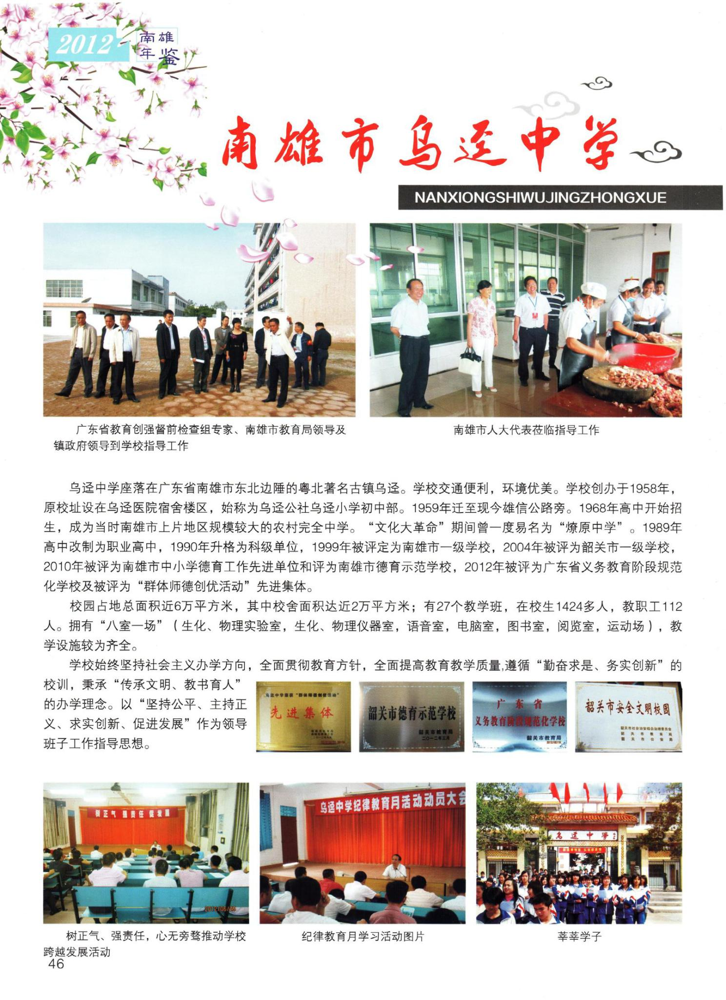 2012
南雄
年鉴
南雄市乌迳中学
NANXIONGSHIWUJINGZHONGXUE
广东省教育创强督前检查组专家、南雄市教育局领导及
镇政府领导到学校指导工作
南雄市人大代表莅临指导工作
乌迳中学座落在广东省南雄市东北边陲的粤北著名古镇乌迳。学校交通便利，环境优美。学校创办于1958年，
原校址设在乌迳医院宿舍楼区，始称为乌迳公社乌迳小学初中部。1959年迁至现今雄信公路旁。1968年高中开始招
生，成为当时南雄市上片地区规模较大的农村完全中学。“文化大革命”期间曾一度易名为“燎原中学”。1989年
高中改制为职业高中，1990年升格为科级单位，1999年被评定为南雄市一级学校，2004年被评为韶关市一级学校，
2010年被评为南雄市中小学德育工作先进单位和评为南雄市德育示范学校，2012年被评为广东省义务教育阶段规范
化学校及被评为“群体师德创优活动”先进集体。
校园占地总面积近6万平方米，其中校舍面积达近2万平方米；有27个教学班，在校生1424多人，教职工112
人。拥有“八室一场”（生化、物理实验室，生化、物理仪器室，语音室，电脑室，图书室，阅览室，运动场），教
学设施较为齐全。
学校始终坚持社会主义办学方向，全面贯彻教育方针，全面提高教育教学质量,遵循“勤奋求是、务实创新”的
校训，秉承“传承文明、教书育人”
的办学理念。以“坚持公平、主持正
义、求实创新、促进发展”作为领导
班子工作指导思想。
乌迳中学荣获“群体师德创优活动”
先进集体
韶关市德育示范学校
韶关市教育局
二〇一二年三月
广东省
义务教育阶段规范化学校
韶关市教育局
韶关市安全文明校园
韶关市社会治安综合治理委员会
韶关市教育局
韶关市公安局
树正气 强责任 促发展
2012/06/
乌迳中学纪律教育月活动动员大会
乌迳中学
树正气、强责任，心无旁骛推动学校
跨越发展活动
纪律教育月学习活动图片
莘莘学子
46